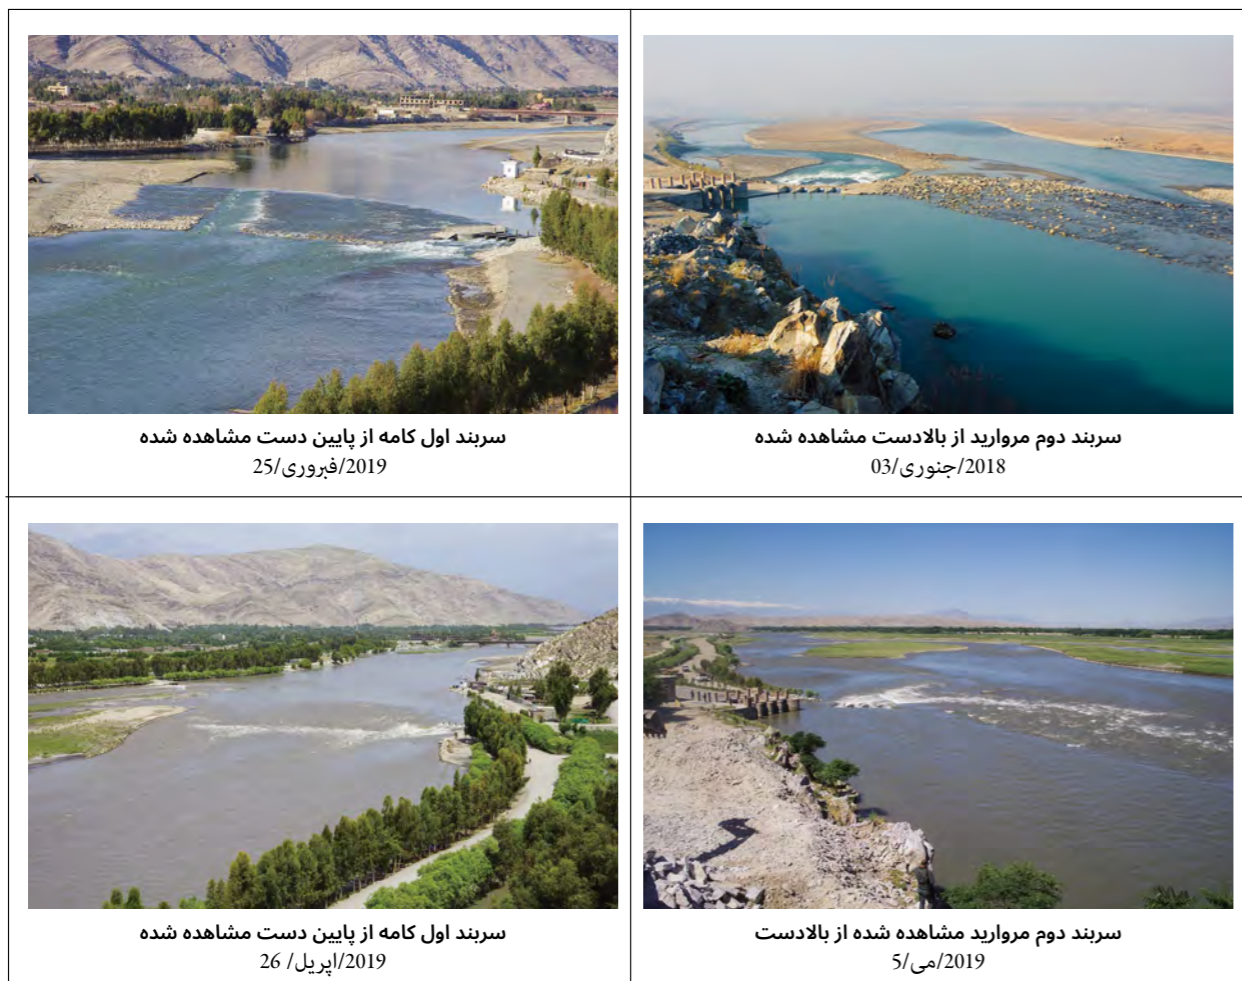 سربند دوم مروارید از بالادست مشاهده شده
2018/جنوری/03
سربند اول کامه از پایین دست مشاهده شده
2019/فبروری/25
سربند دوم مروارید مشاهده شده از بالادست
2019/می/5
سربند اول کامه از پایین دست مشاهده شده
2019/اپریل/ 26